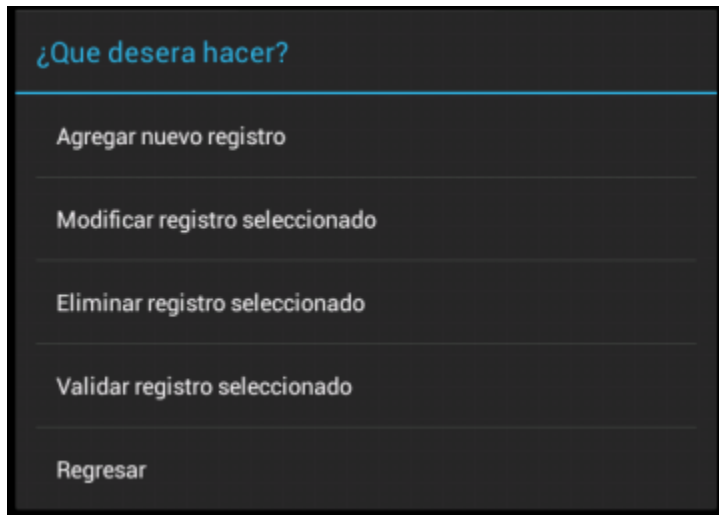 ¿Que desera hacer?
Agregar nuevo registro
Modificar registro seleccionado
Eliminar registro seleccionado
Validar registro seleccionado
Regresar